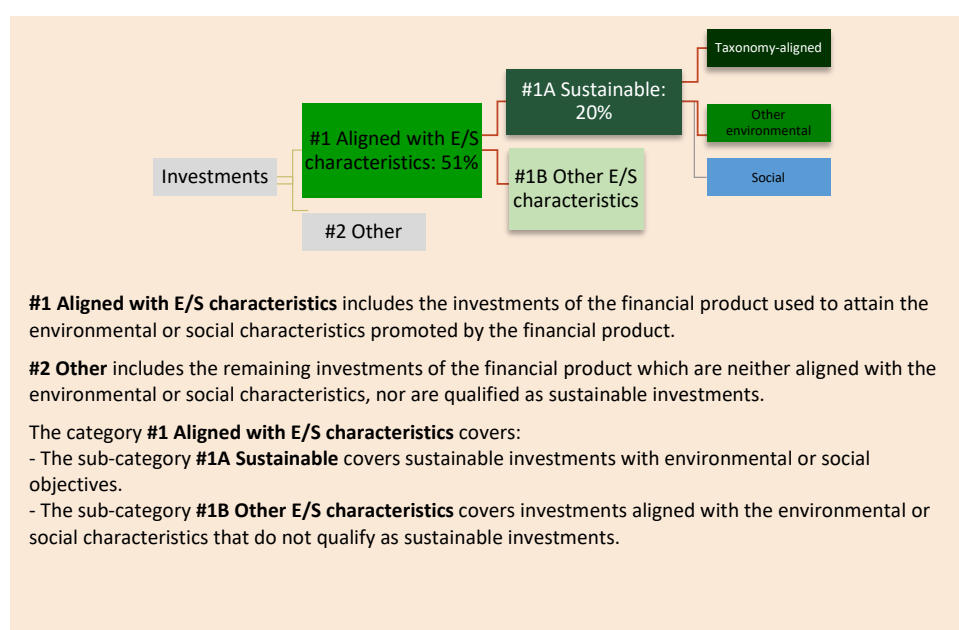 Taxonomy-aligned
#1A Sustainable:
20%
Other
environmental
#1 Aligned with E/S
characteristics: 51%
Investments
#1B Other E/S
characteristics
Social
#2 Other
#1 Aligned with E/S characteristics includes the investments of the financial product used to attain the
environmental or social characteristics promoted by the financial product.
#2 Other includes the remaining investments of the financial product which are neither aligned with the
environmental or social characteristics, nor are qualified as sustainable investments.
The category #1 Aligned with E/S characteristics covers:
- The sub-category #1A Sustainable covers sustainable investments with environmental or social
objectives.
- The sub-category #1B Other E/S characteristics covers investments aligned with the environmental or
social characteristics that do not qualify as sustainable investments.